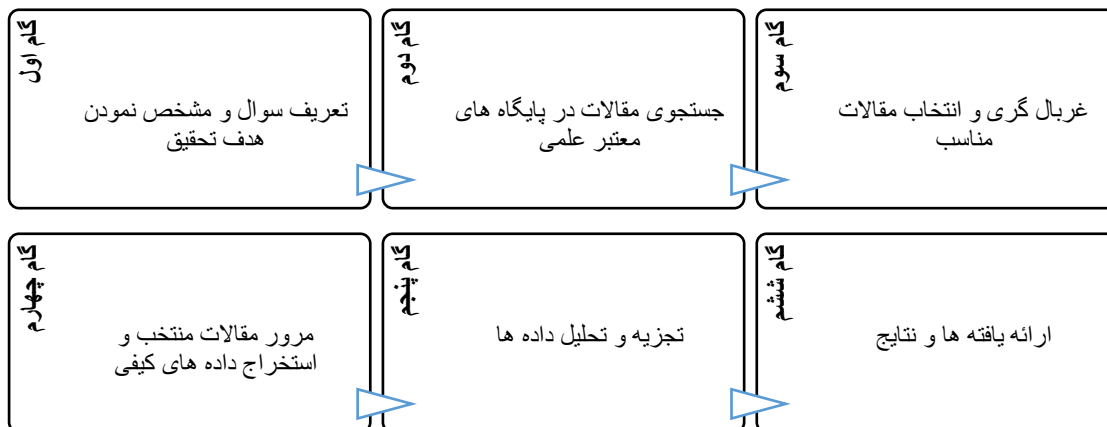 گام اول
تعریف سوال و مشخص نمودن
هدف تحقیق
گام دوم
جستجوی مقالات در پایگاه های
معتبر علمی
گام سوم
غربال گری و انتخاب مقالات
مناسب
گام چهارم
مرور مقالات منتخب و
استخراج داده های کیفی
گام پنجم
تجزیه و تحلیل داده ها
گام ششم
ارائه یافته ها و نتایج